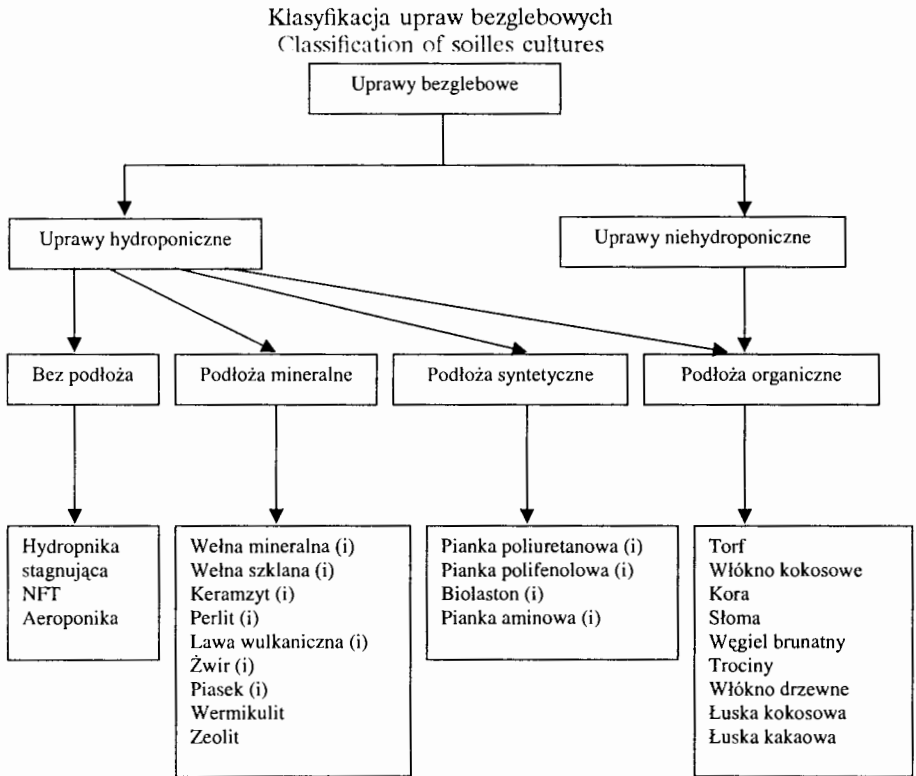 Klasyfikacja upraw bezglebowych
Classification of soilles cultures
Uprawy bezglebowe
Uprawy hydroponiczne
Uprawy niehydroponiczne
Bez podłoża
Podłoża mineralne
Podłoża syntetyczne
Podłoża organiczne
Hydropnika
stagnująca
NFT
Aeroponika
Wełna mineralna (i)
Wełna szklana (i)
Keramzyt (i)
Perlit (i)
Lawa wulkaniczna (i)
Żwir (i)
Piasek (i)
Wermikulit
Zeolit
Pianka poliuretanowa (i)
Pianka polifenolowa (i)
Biolaston (i)
Pianka aminowa (i)
Torf
Włókno kokosowe
Kora
Słoma
Węgiel brunatny
Trociny
Włókno drzewne
Łuska kokosowa
Łuska kakaowa